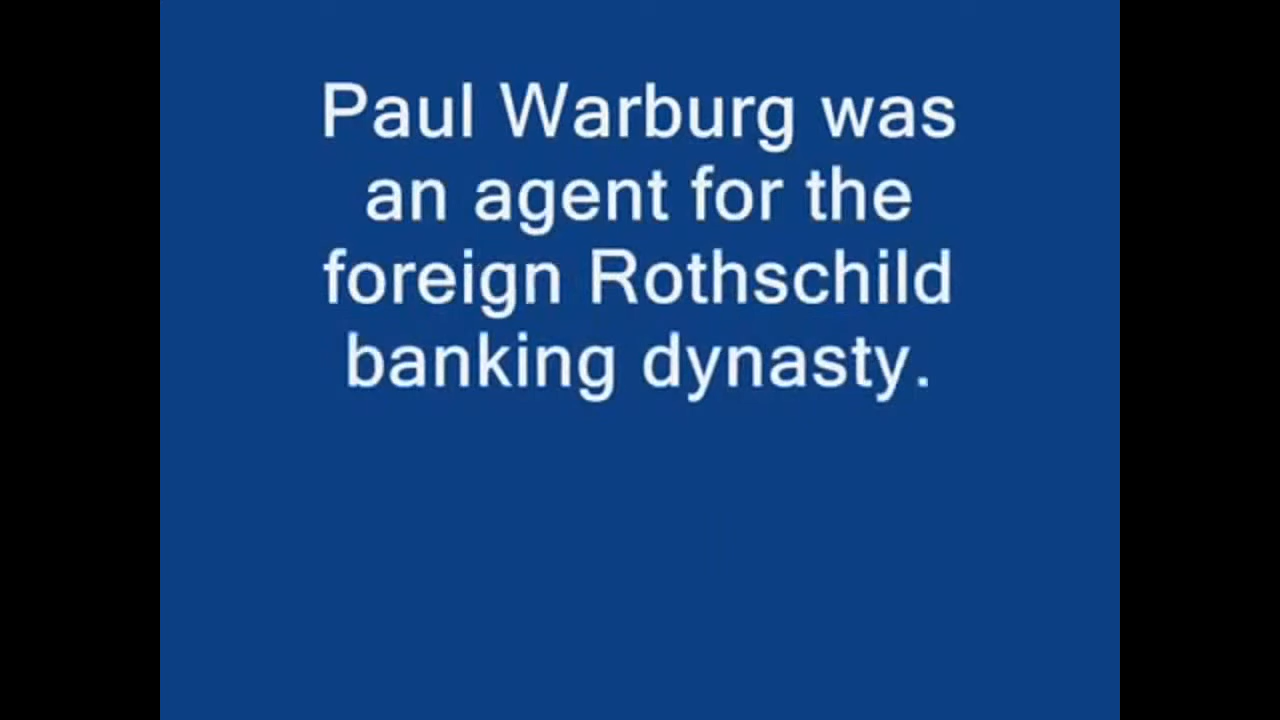 Paul Warburg was
an agent for the
foreign Rothschild
banking dynasty.